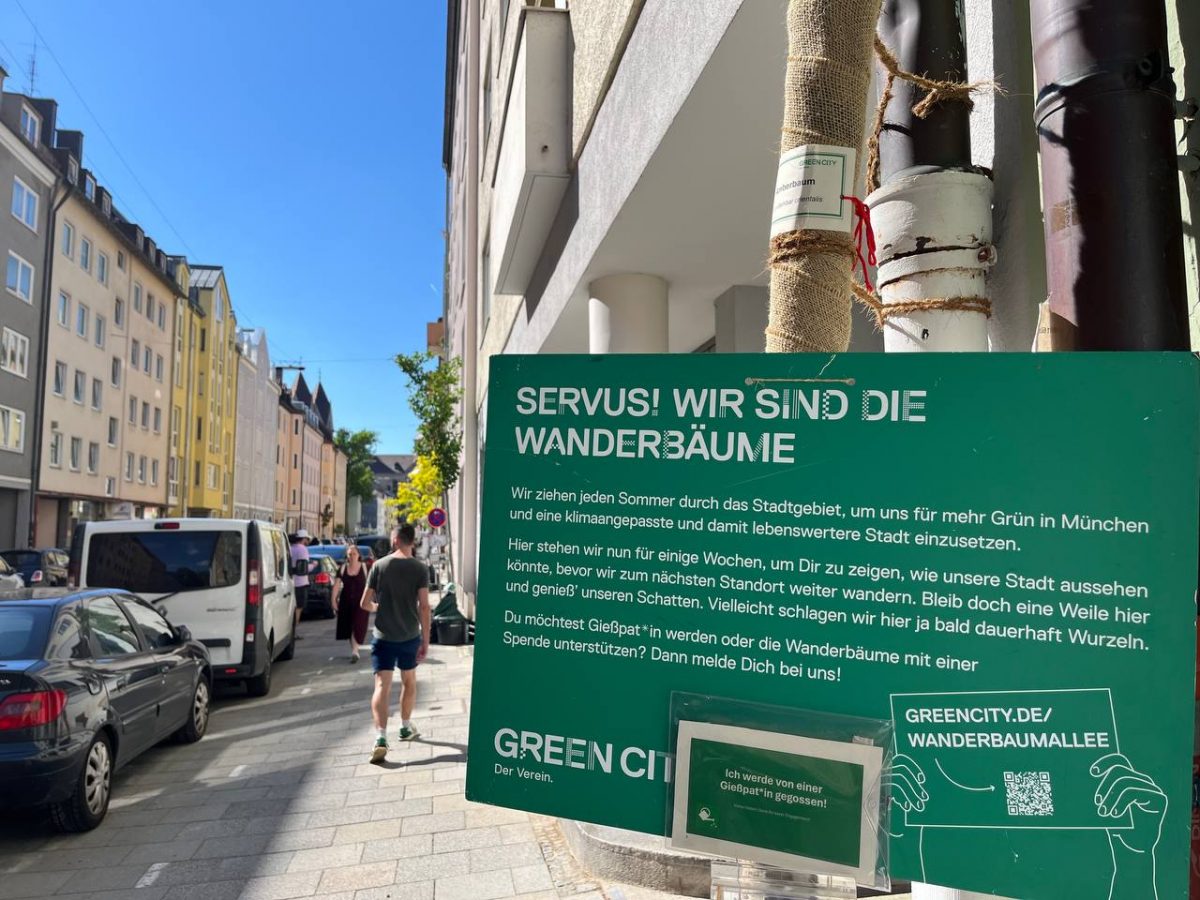 GREEN CITY
SERVUS! WIR SIND DIE
WANDERBÄUME
Wir ziehen jeden Sommer durch das Stadtgebiet, um uns für mehr Grün in München
und eine klimaangepasste und damit lebenswertere Stadt einzusetzen.
Hier stehen wir nun für einige Wochen, um Dir zu zeigen, wie unsere Stadt aussehen
könnte, bevor wir zum nächsten Standort weiter wandern. Bleib doch eine Weile hier
und genieß' unseren Schatten. Vielleicht schlagen wir hier ja bald dauerhaft Wurzeln.
Du möchtest Gießpat*in werden oder die Wanderbäume mit einer
Spende unterstützen? Dann melde Dich bei uns!
GREEN CIT
Der Verein.
Ich werde von einer
Gießpat*in gegossen!
GREENCITY.DE/
WANDERBAUMALLEE